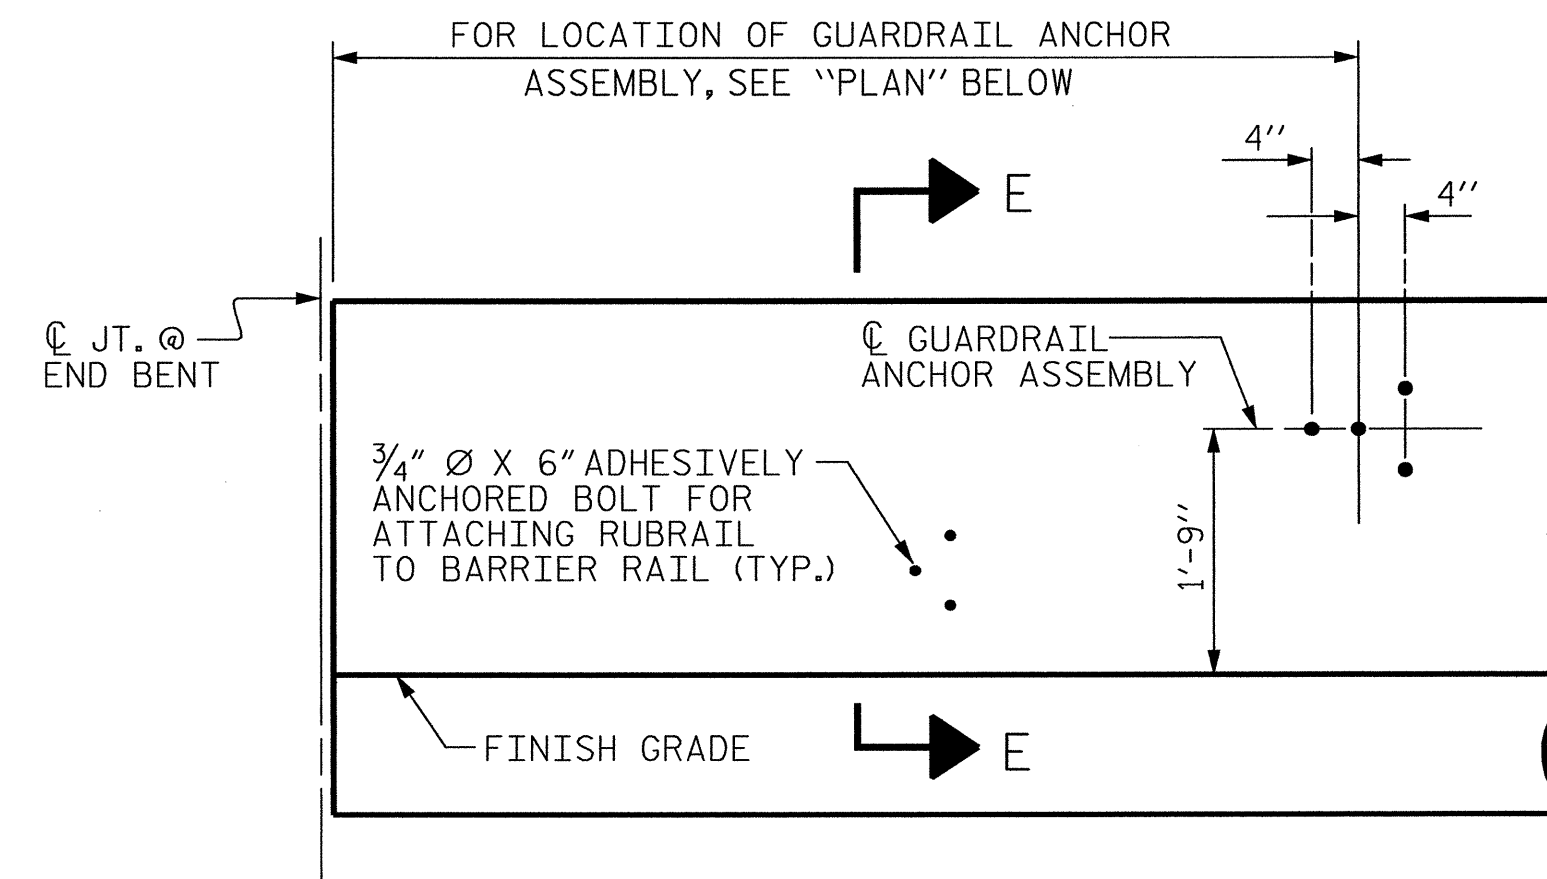 FOR LOCATION OF GUARDRAIL ANCHOR
ASSEMBLY, SEE "PLAN" BELOW
4"
4"
E
℄ JT. @
END BENT
℄ GUARDRAIL
ANCHOR ASSEMBLY
3/4" Ø X 6" ADHESIVELY
ANCHORED BOLT FOR
ATTACHING RUBRAIL
TO BARRIER RAIL (TYP.)
1'-9"
FINISH GRADE
E